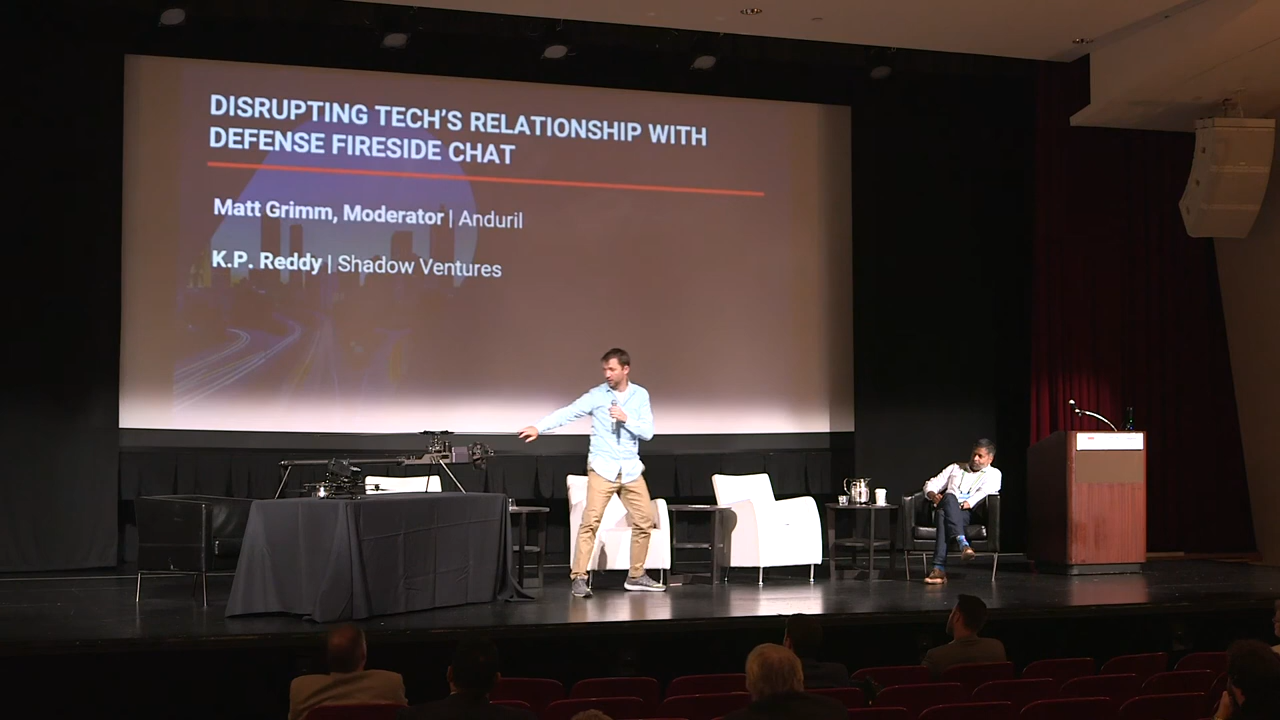 DISRUPTING TECH'S RELATIONSHIP WITH
DEFENSE FIRESIDE CHAT
Matt Grimm, Moderator | Anduril
K.P. Reddy | Shadow Ventures